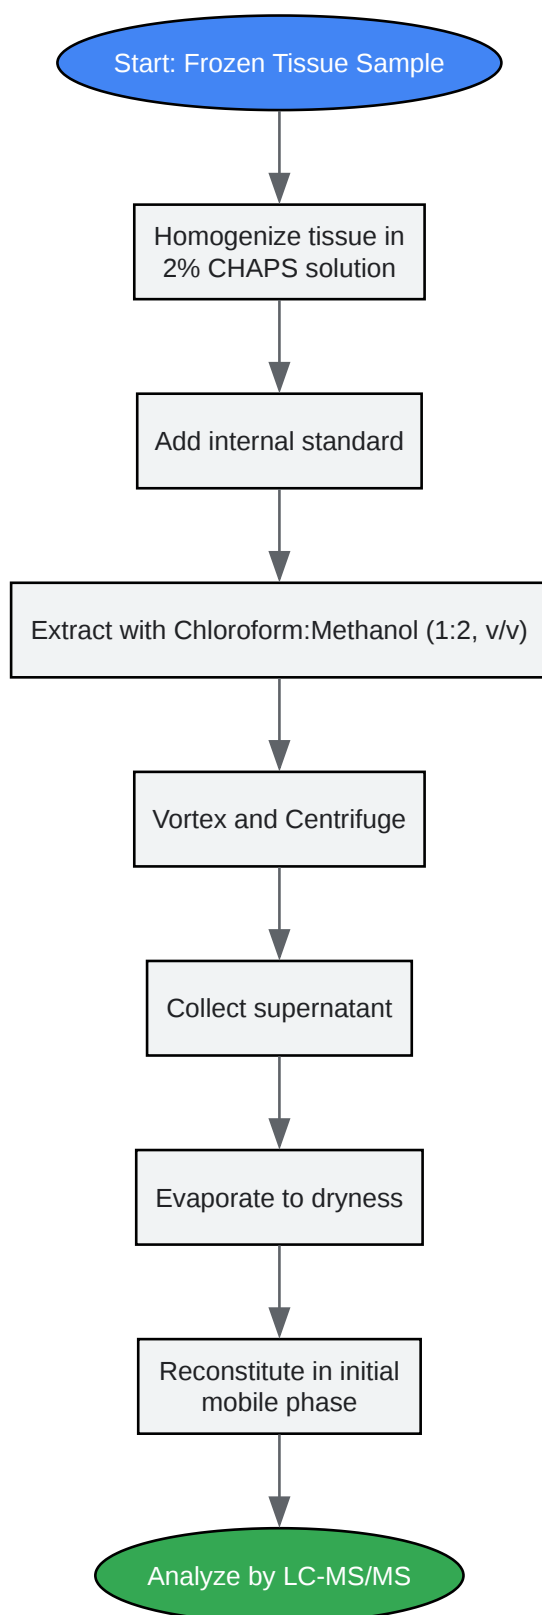 Start: Frozen Tissue Sample
Homogenize tissue in
2% CHAPS solution
Add internal standard
Extract with Chloroform:Methanol (1:2, v/v)
Vortex and Centrifuge
Collect supernatant
Evaporate to dryness
Reconstitute in initial
mobile phase
Analyze by LC-MS/MS